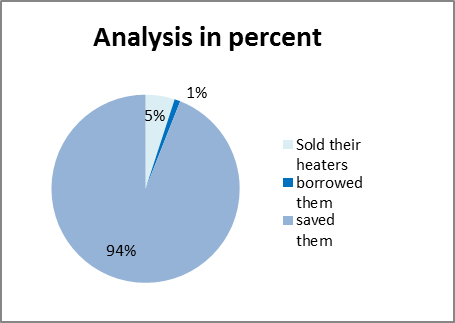 Analysis in percent
1%
5%
94%
Sold their
heaters
borrowed
them
saved
them